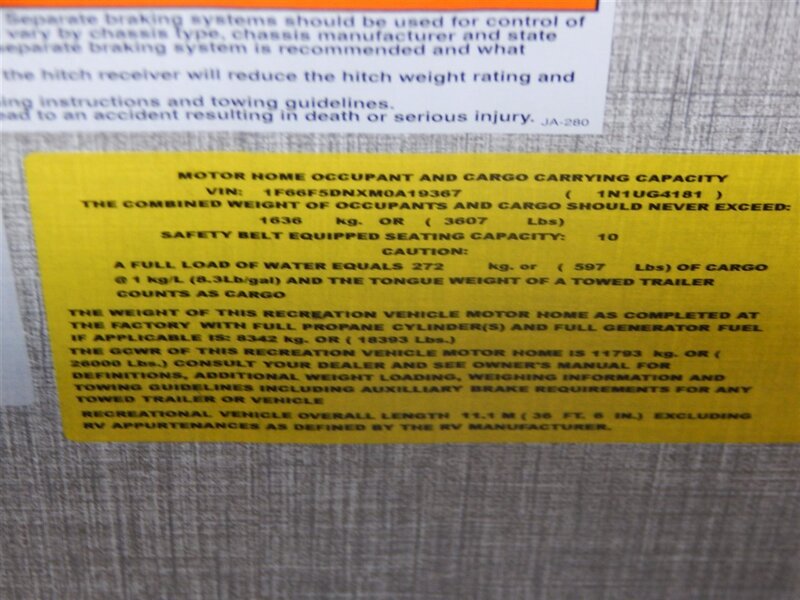 Separate braking systems should be used for control of
vary by chassis type, chassis manufacturer and state
separate braking system is recommended and what
the hitch receiver will reduce the hitch weight rating and
ing instructions and towing guidelines.
ead to an accident resulting in death or serious injury. JA-280
MOTOR HOME OCCUPANT AND CARGO CARRYING CAPACITY
VIN: 1F66F5DNXM0A19367 ( 1N1UG4181 )
THE COMBINED WEIGHT OF OCCUPANTS AND CARGO SHOULD NEVER EXCEED:
1636 kg. OR ( 3607 Lbs)
SAFETY BELT EQUIPPED SEATING CAPACITY: 10
CAUTION:
A FULL LOAD OF WATER EQUALS 272 kg. or ( 597 Lbs) OF CARGO
@ 1 kg/L (8.3Lb/gal) AND THE TONGUE WEIGHT OF A TOWED TRAILER
COUNTS AS CARGO
THE WEIGHT OF THIS RECREATION VEHICLE MOTOR HOME AS COMPLETED AT
THE FACTORY WITH FULL PROPANE CYLINDER(S) AND FULL GENERATOR FUEL
IF APPLICABLE IS: 8342 kg. OR ( 18393 Lbs.)
THE GCWR OF THIS RECREATION VEHICLE MOTOR HOME IS 11793 kg. OR (
26000 Lbs.) CONSULT YOUR DEALER AND SEE OWNER'S MANUAL FOR
DEFINITIONS, ADDITIONAL WEIGHT LOADING, WEIGHING INFORMATION AND
TOWING GUIDELINES INCLUDING AUXILLIARY BRAKE REQUIREMENTS FOR ANY
TOWED TRAILER OR VEHICLE
RECREATIONAL VEHICLE OVERALL LENGTH 11.1 M ( 36 FT. 6 IN.) EXCLUDING
RV APPURTENANCES AS DEFINED BY THE RV MANUFACTURER.